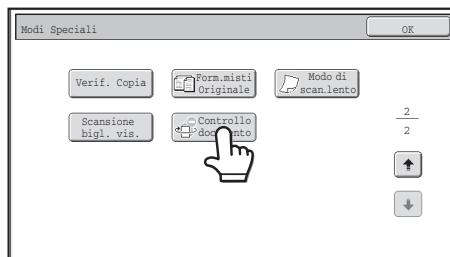 Modi Speciali
OK
Verif. Copia
Form.misti
Originale
Modo di
scan.lento
Scansione
bigl. vis.
Controllo
2
2